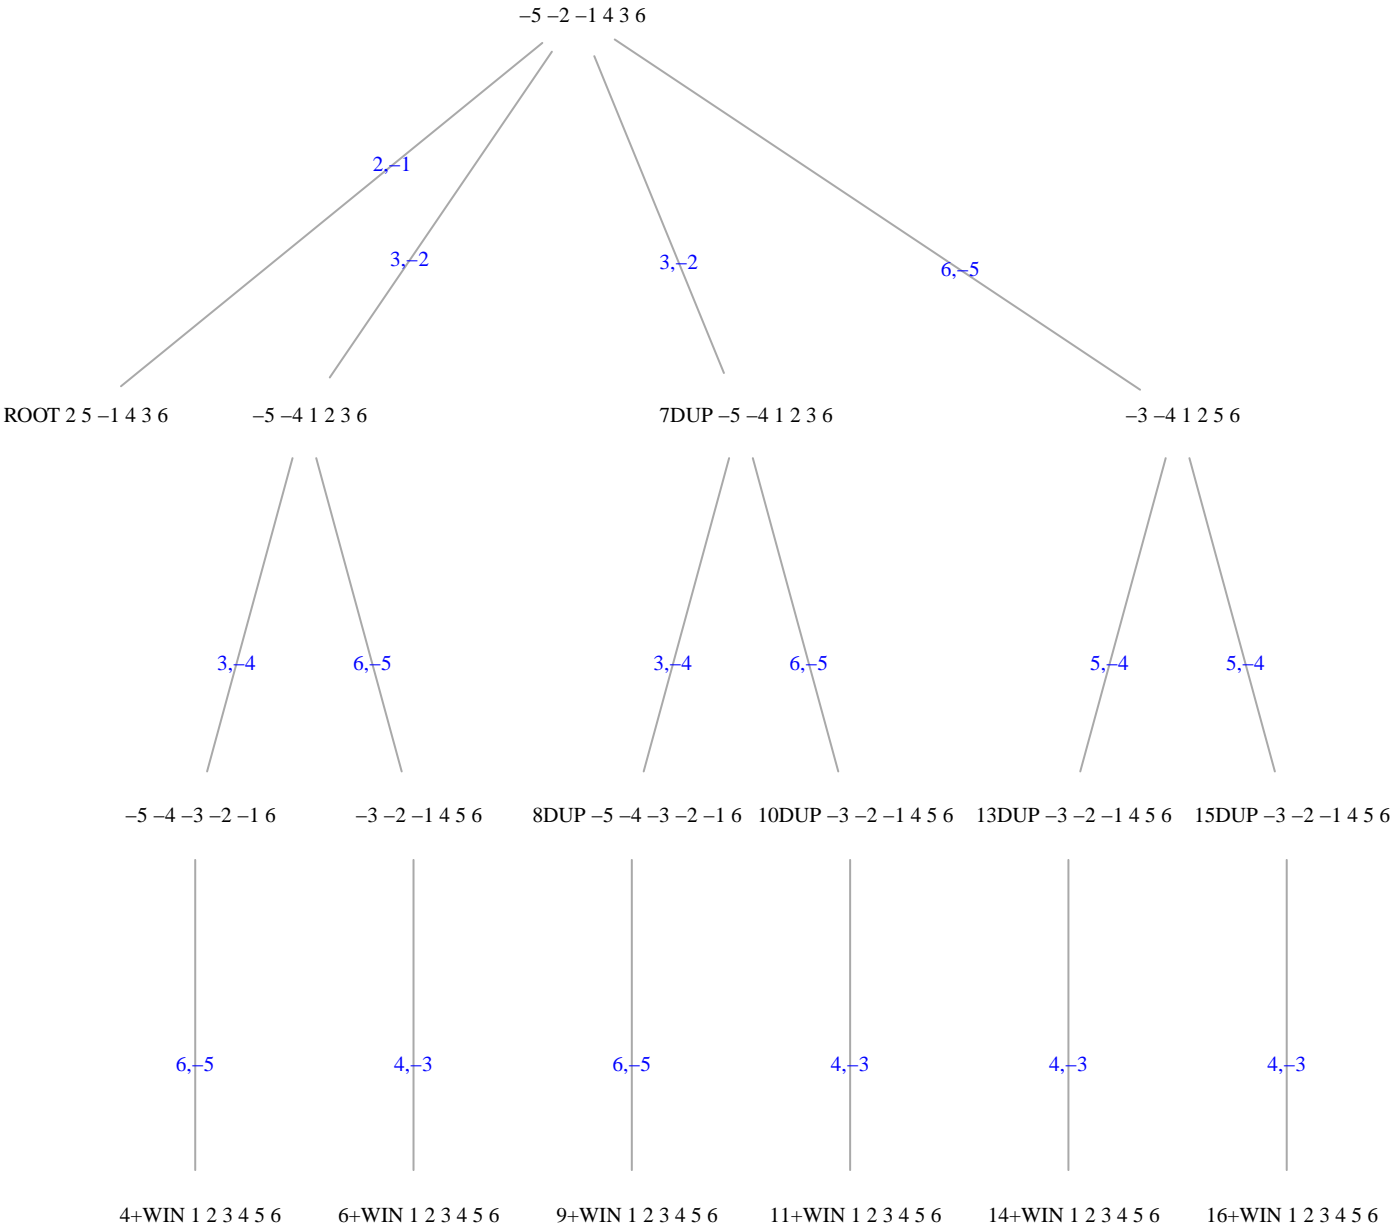 –5 –2 –1 4 3 6
2,–1
3,–2
3,–2
6,–5
ROOT 2 5 –1 4 3 6
–5 –4 1 2 3 6
7DUP –5 –4 1 2 3 6
–3 –4 1 2 5 6
3,–4
6,–5
3,–4
6,–5
5,–4
5,–4
–5 –4 –3 –2 –1 6
–3 –2 –1 4 5 6
8DUP –5 –4 –3 –2 –1 6
10DUP –3 –2 –1 4 5 6
13DUP –3 –2 –1 4 5 6
15DUP –3 –2 –1 4 5 6
6,–5
4,–3
6,–5
4,–3
4,–3
4,–3
4+WIN 1 2 3 4 5 6
6+WIN 1 2 3 4 5 6
9+WIN 1 2 3 4 5 6
11+WIN 1 2 3 4 5 6
14+WIN 1 2 3 4 5 6
16+WIN 1 2 3 4 5 6